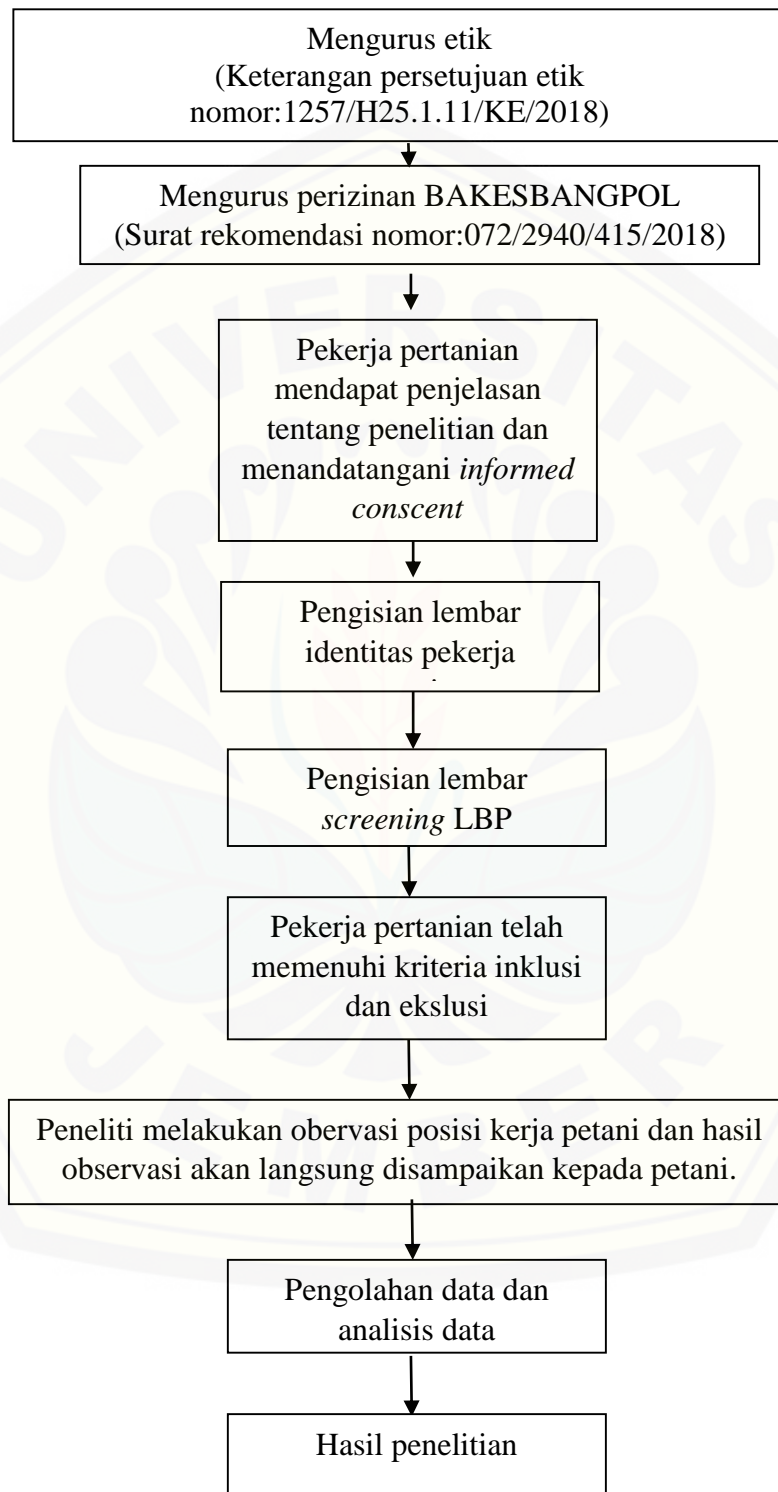 Mengurus etik
(Keterangan persetujuan etik
nomor:1257/H25.1.11/KE/2018)
Mengurus perizinan BAKESBANGPOL
(Surat rekomendasi nomor:072/2940/415/2018)
Pekerja pertanian
mendapat penjelasan
tentang penelitian dan
menandatangani informed
conscent
Pengisian lembar
identitas pekerja
Pengisian lembar
screening LBP
Pekerja pertanian telah
memenuhi kriteria inklusi
dan ekslusi
Peneliti melakukan obervasi posisi kerja petani dan hasil
observasi akan langsung disampaikan kepada petani.
Pengolahan data dan
analisis data
Hasil penelitian
UNIVERSITAS
JEMBER